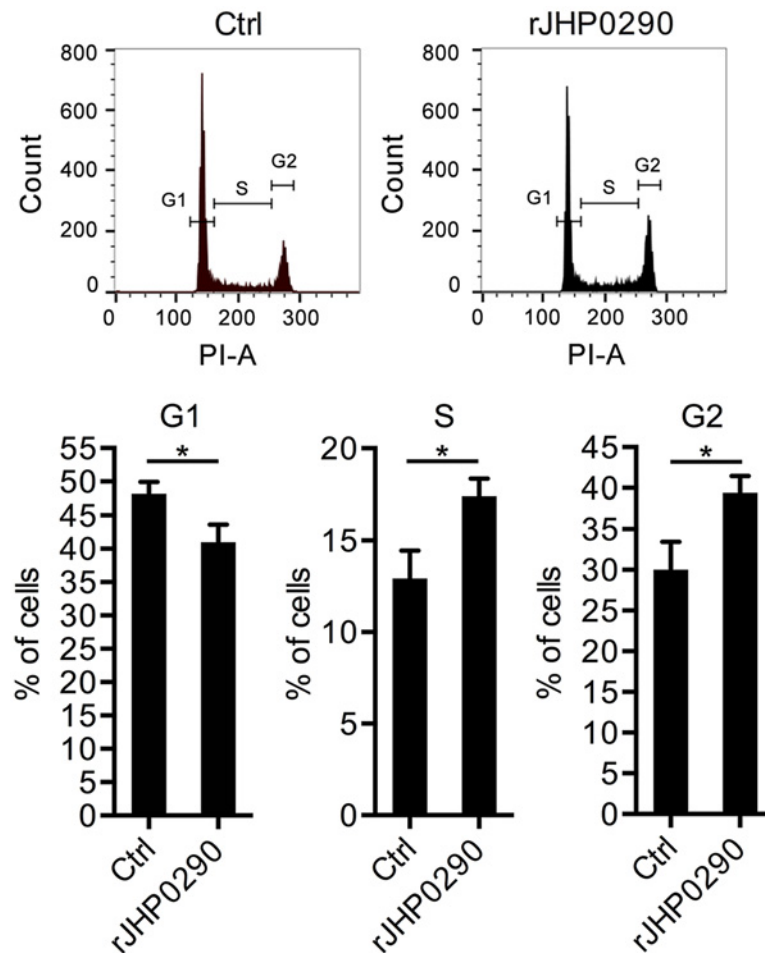 Ctrl
rJHP0290
800
600
400
200
0
Count
G1
S
G2
0 100 200 300
PI-A
800
600
400
200
0
Count
G1
S
G2
0 100 200 300
PI-A
G1
55
50
45
40
35
30
25
20
15
10
5
0
% of cells
*
Ctrl
rJHP0290
S
20
15
10
5
0
% of cells
*
Ctrl
rJHP0290
G2
45
40
35
30
25
20
15
10
5
0
% of cells
*
Ctrl
rJHP0290